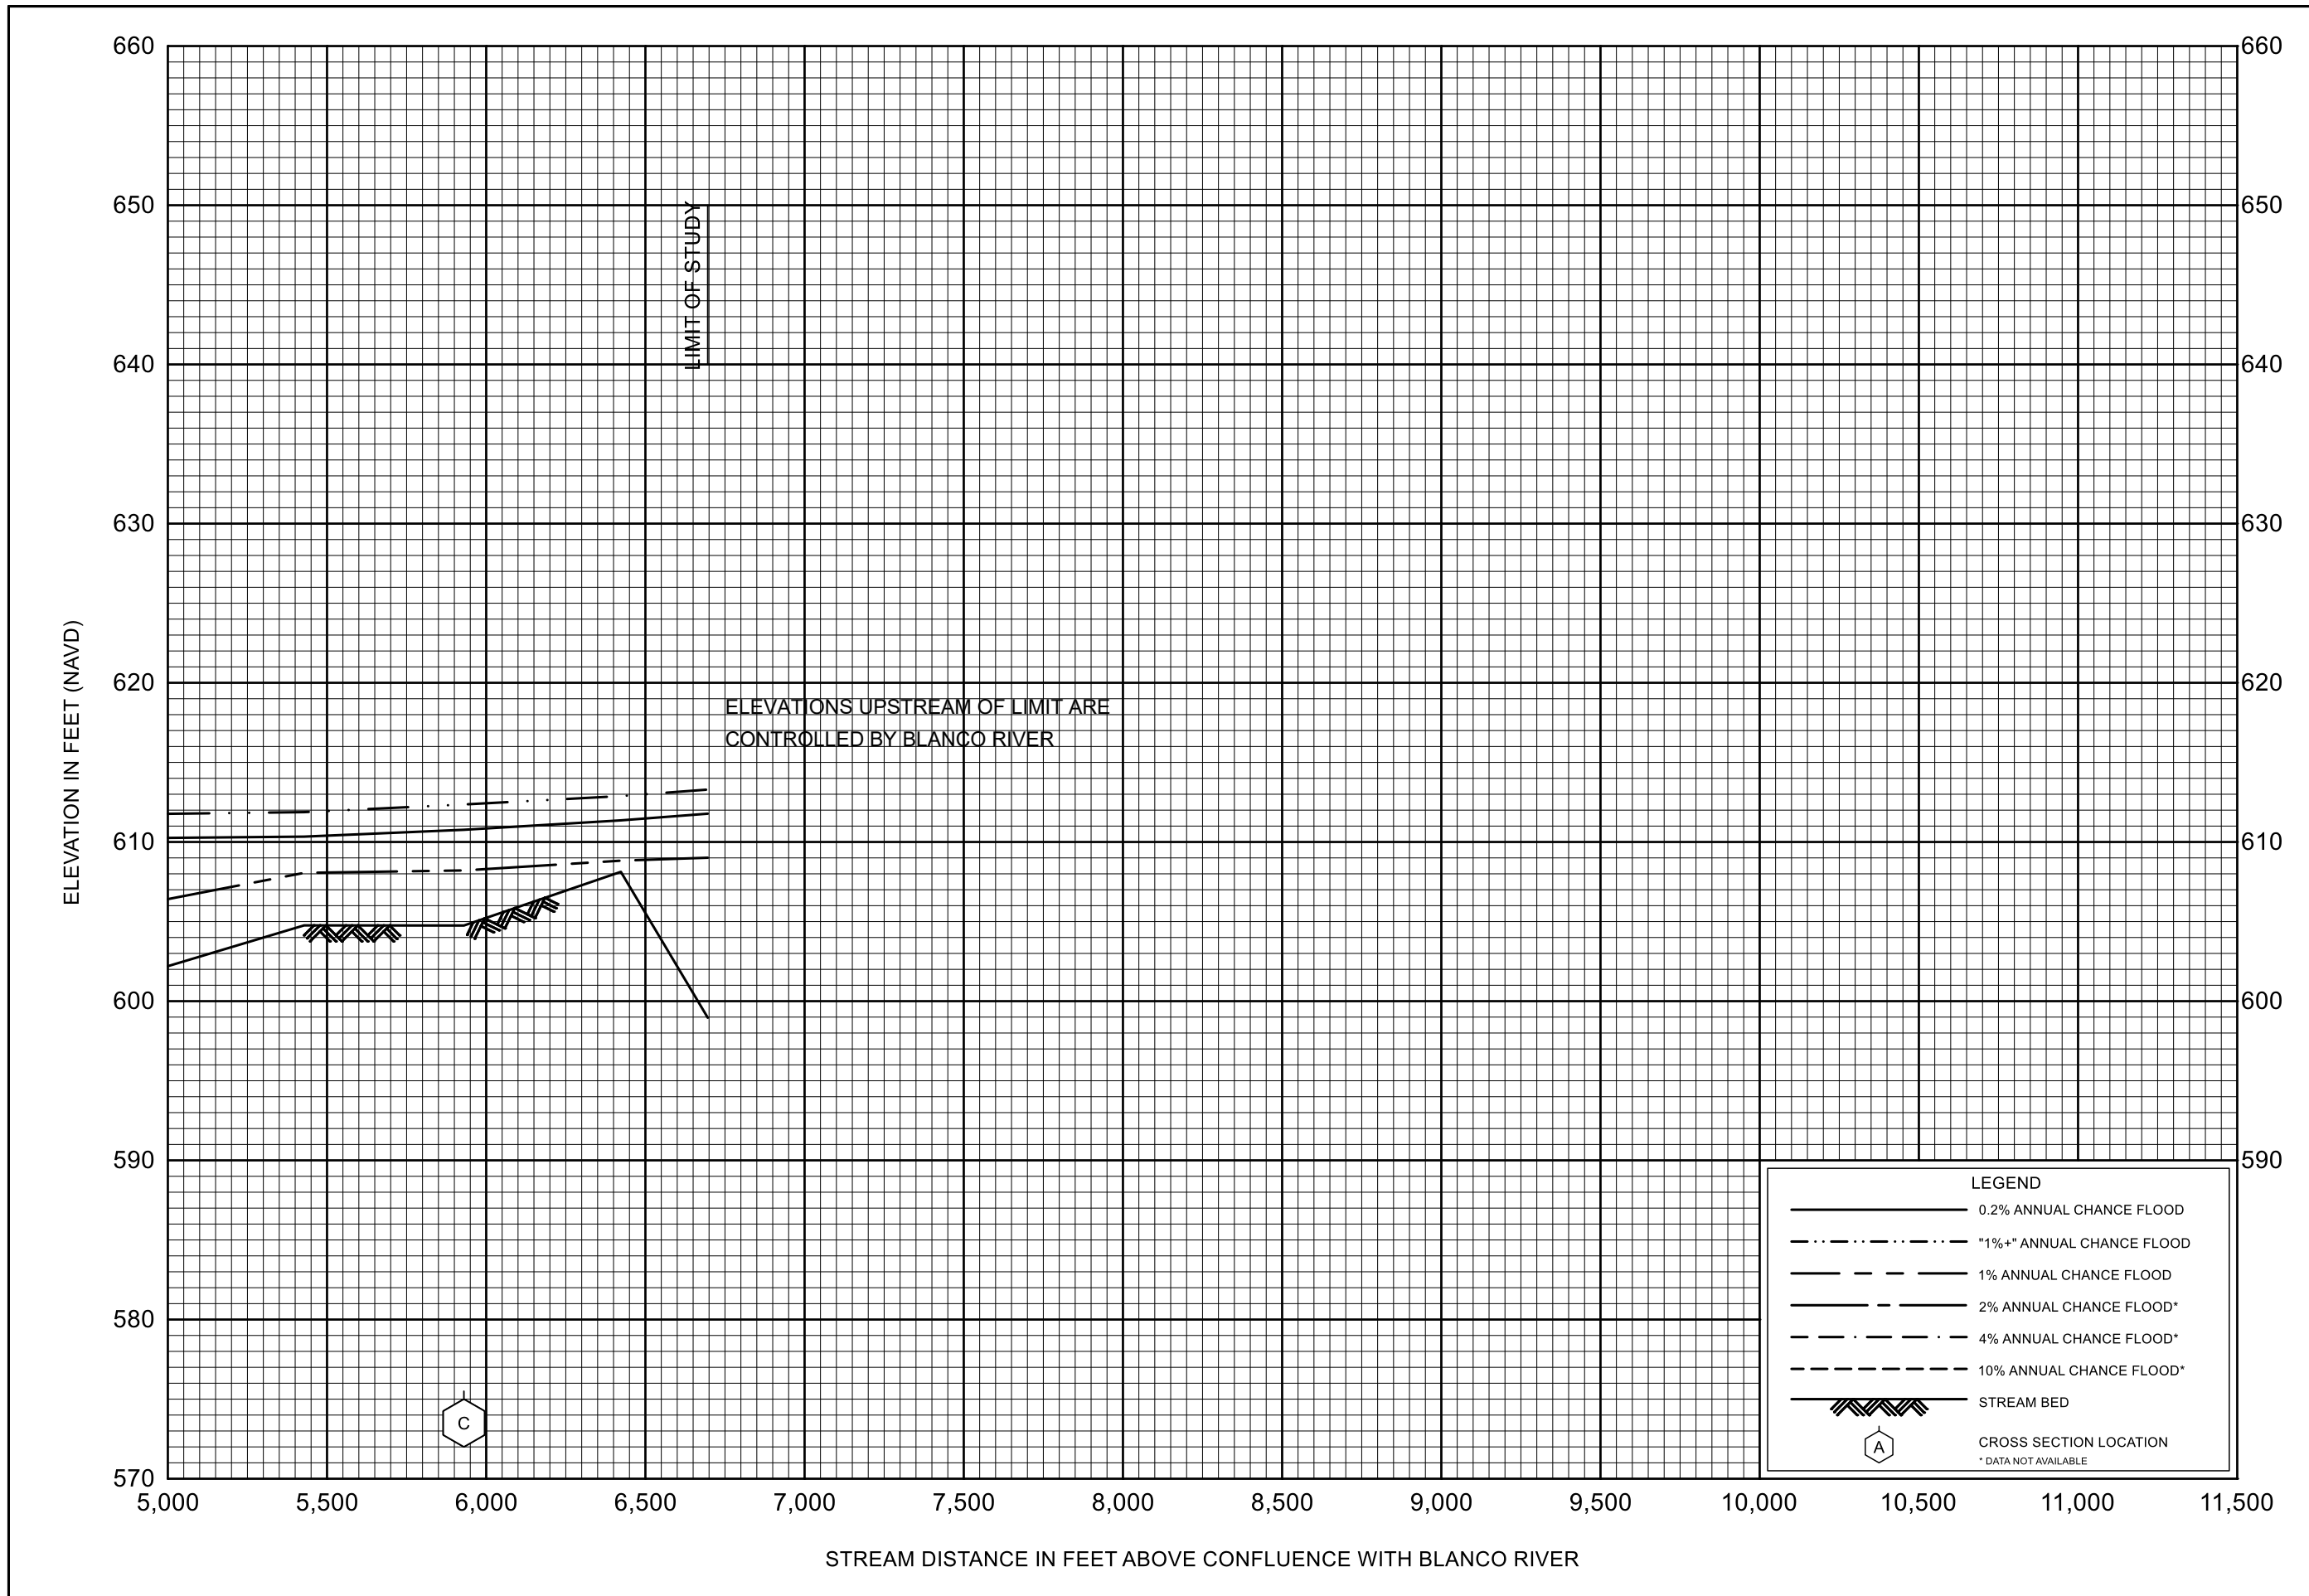 660
660
650
650
LIMIT OF STUDY
640
640
630
630
ELEVATION IN FEET (NAVD)
620
620
ELEVATIONS UPSTREAM OF LIMIT ARE
CONTROLLED BY BLANCO RIVER
610
610
600
600
590
590
LEGEND
0.2% ANNUAL CHANCE FLOOD
"1%+" ANNUAL CHANCE FLOOD
1% ANNUAL CHANCE FLOOD
2% ANNUAL CHANCE FLOOD*
4% ANNUAL CHANCE FLOOD*
10% ANNUAL CHANCE FLOOD*
STREAM BED
A
CROSS SECTION LOCATION
* DATA NOT AVAILABLE
580
C
570
5,000 5,500 6,000 6,500 7,000 7,500 8,000 8,500 9,000 9,500 10,000 10,500 11,000 11,500
STREAM DISTANCE IN FEET ABOVE CONFLUENCE WITH BLANCO RIVER